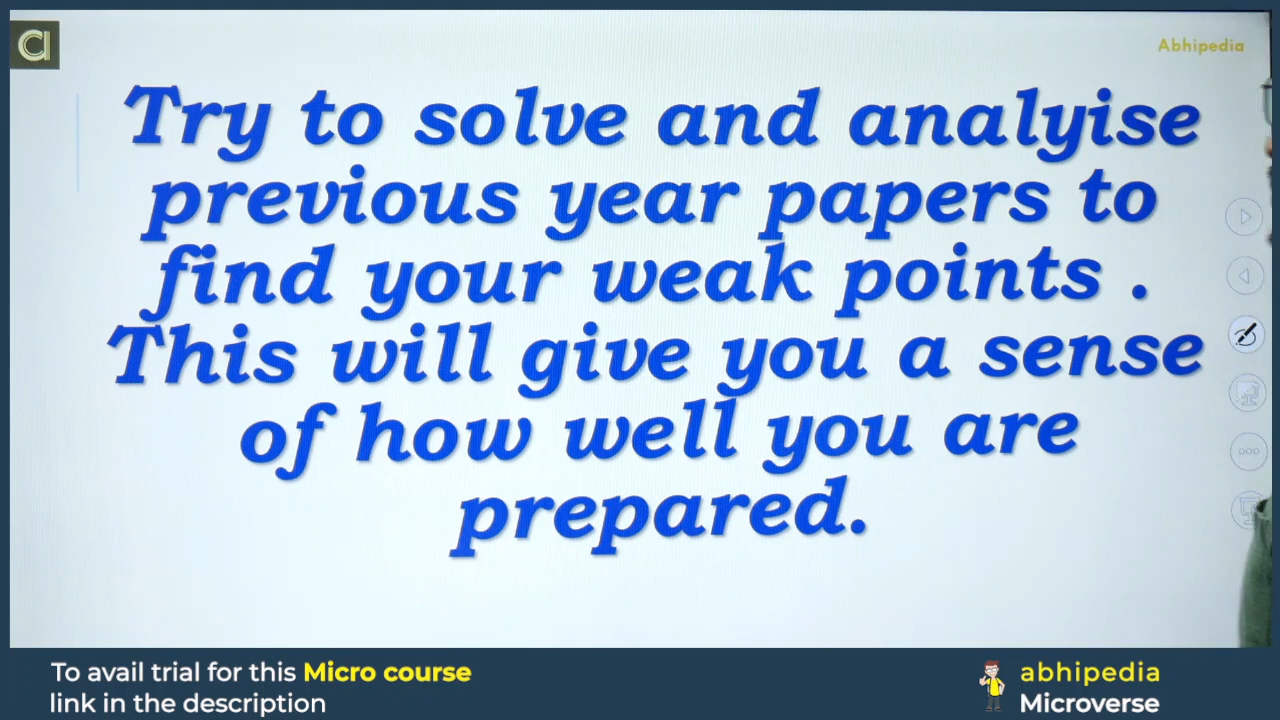 Abhipedia
Try to solve and analyise
previous year papers to
find your weak points .
This will give you a sense
of how well you are
prepared.
To avail trial for this Micro course
link in the description
abhipedia
Microverse